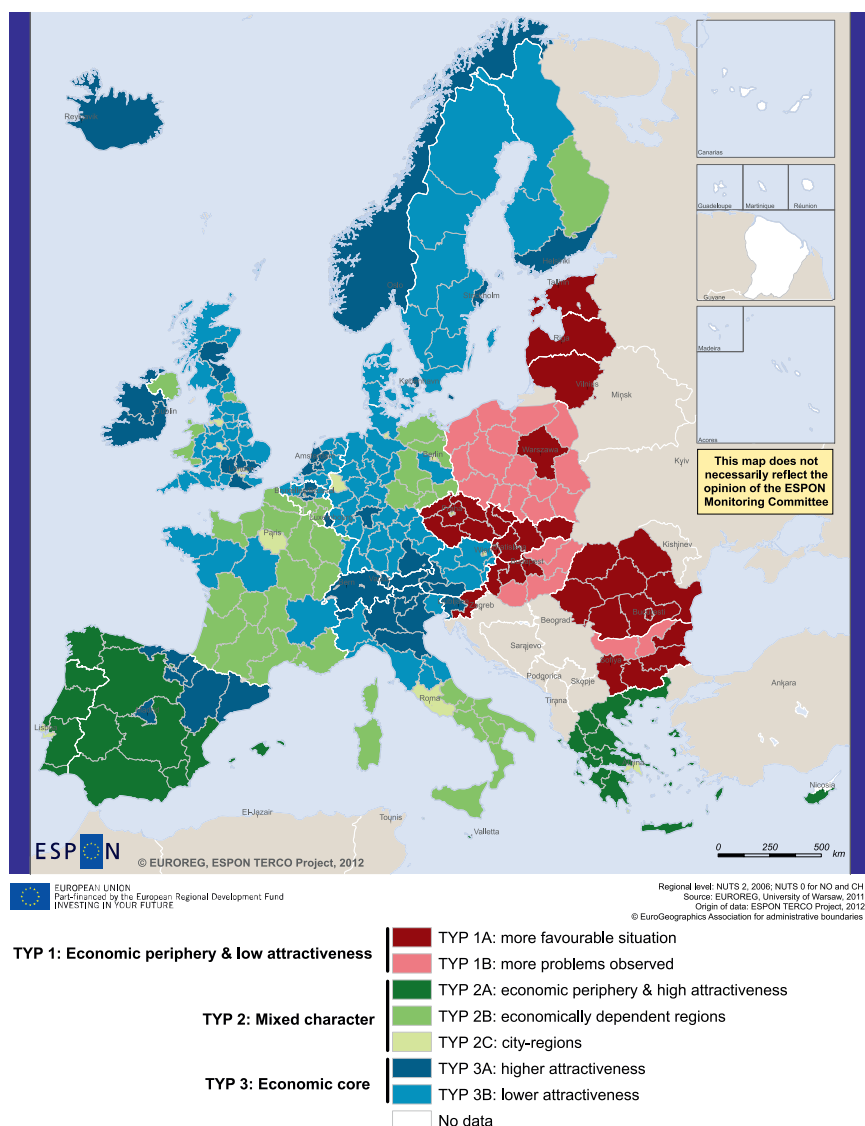 Canarias
Reykjavik
Guadeloupe
Martinique
Réunion
Guyane
Helsinki
Oslo
Tallinn
Stockholm
Madeira
Riga
Vilnius
Minsk
Açores
Dublin
Amsterdam
Berlin
Warszawa
Kyiv
This map does not
necessarily reflect the
opinion of the ESPON
Monitoring Committee
Paris
Kishinev
Zagreb
Beograd
Bucuresti
Sarajevo
Sofiya
Podgorica
Skopje
Roma
Tirana
Ankara
Nicosia
El-Jazair
Tounis
Valletta
ESPON
© EUROREG, ESPON TERCO Project, 2012
0 250 500
km
EUROPEAN UNION
Part-financed by the European Regional Development Fund
INVESTING IN YOUR FUTURE
Regional level: NUTS 2, 2006; NUTS 0 for NO and CH
Source: EUROREG, University of Warsaw, 2011
Origin of data: ESPON TERCO Project, 2012
© EuroGeographics Association for administrative boundaries
TYP 1: Economic periphery & low attractiveness
TYP 1A: more favourable situation
TYP 1B: more problems observed
TYP 2: Mixed character
TYP 2A: economic periphery & high attractiveness
TYP 2B: economically dependent regions
TYP 2C: city-regions
TYP 3: Economic core
TYP 3A: higher attractiveness
TYP 3B: lower attractiveness
No data